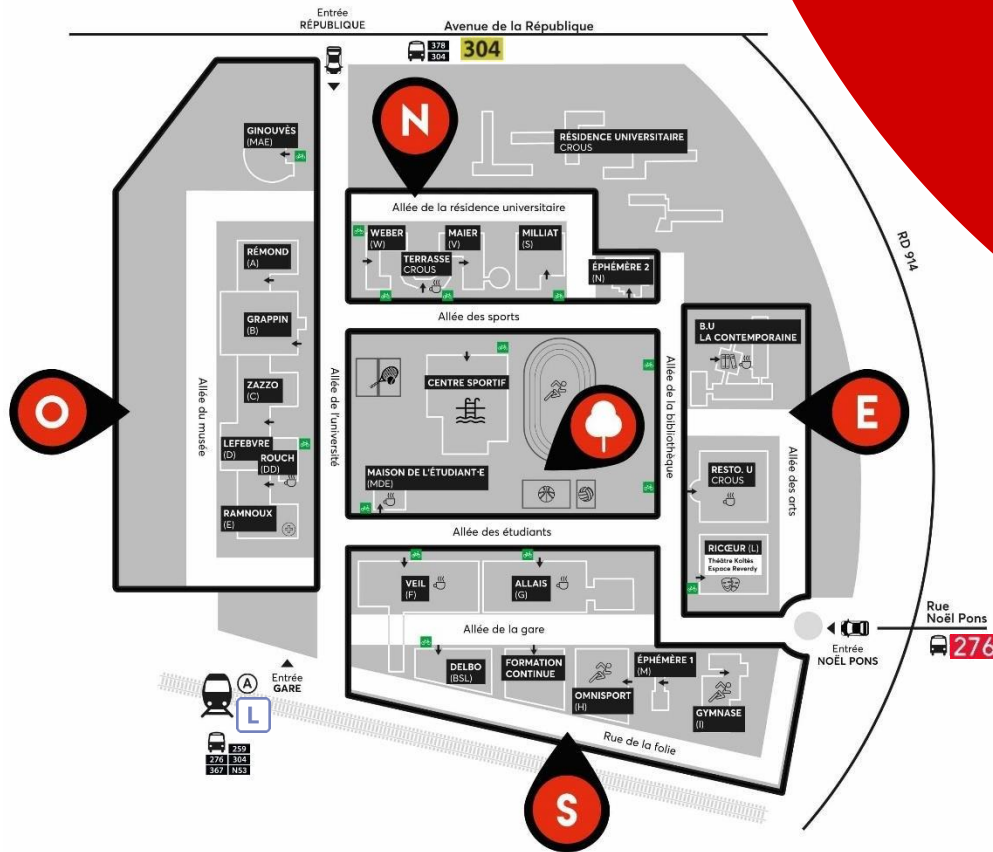 Entrée
RÉPUBLIQUE
Avenue de la République
378
304
304
N
GINOUVÈS
(MAE)
RÉSIDENCE UNIVERSITAIRE
CROUS
Allée de la résidence universitaire
WEBER
(W)
MAIER
(V)
MILLIAT
(S)
TERRASSE
CROUS
ÉPHÉMÈRE 2
(N)
RD 914
RÉMOND
(A)
GRAPPIN
(B)
Allée des sports
B.U
LA CONTEMPORAINE
ZAZZO
(C)
CENTRE SPORTIF
O
E
Allée du musée
Allée de l'université
Allée de la bibliothèque
LEFEBVRE
(D)
ROUCH
(DD)
MAISON DE L'ÉTUDIANT·E
(MDE)
RESTO. U
CROUS
Allée des arts
RAMNOUX
(E)
Allée des étudiants
RICŒUR (L)
Théâtre Koltès
Espace Reverdy
VEIL
(F)
ALLAIS
(G)
Allée de la gare
Rue
Noël Pons
276
Entrée
NOËL PONS
DELBO
(BSL)
FORMATION
CONTINUE
ÉPHÉMÈRE 1
(M)
OMNISPORT
(H)
GYMNASE
(I)
Entrée
GARE
A
L
259
276 304
367 N53
Rue de la folie
S